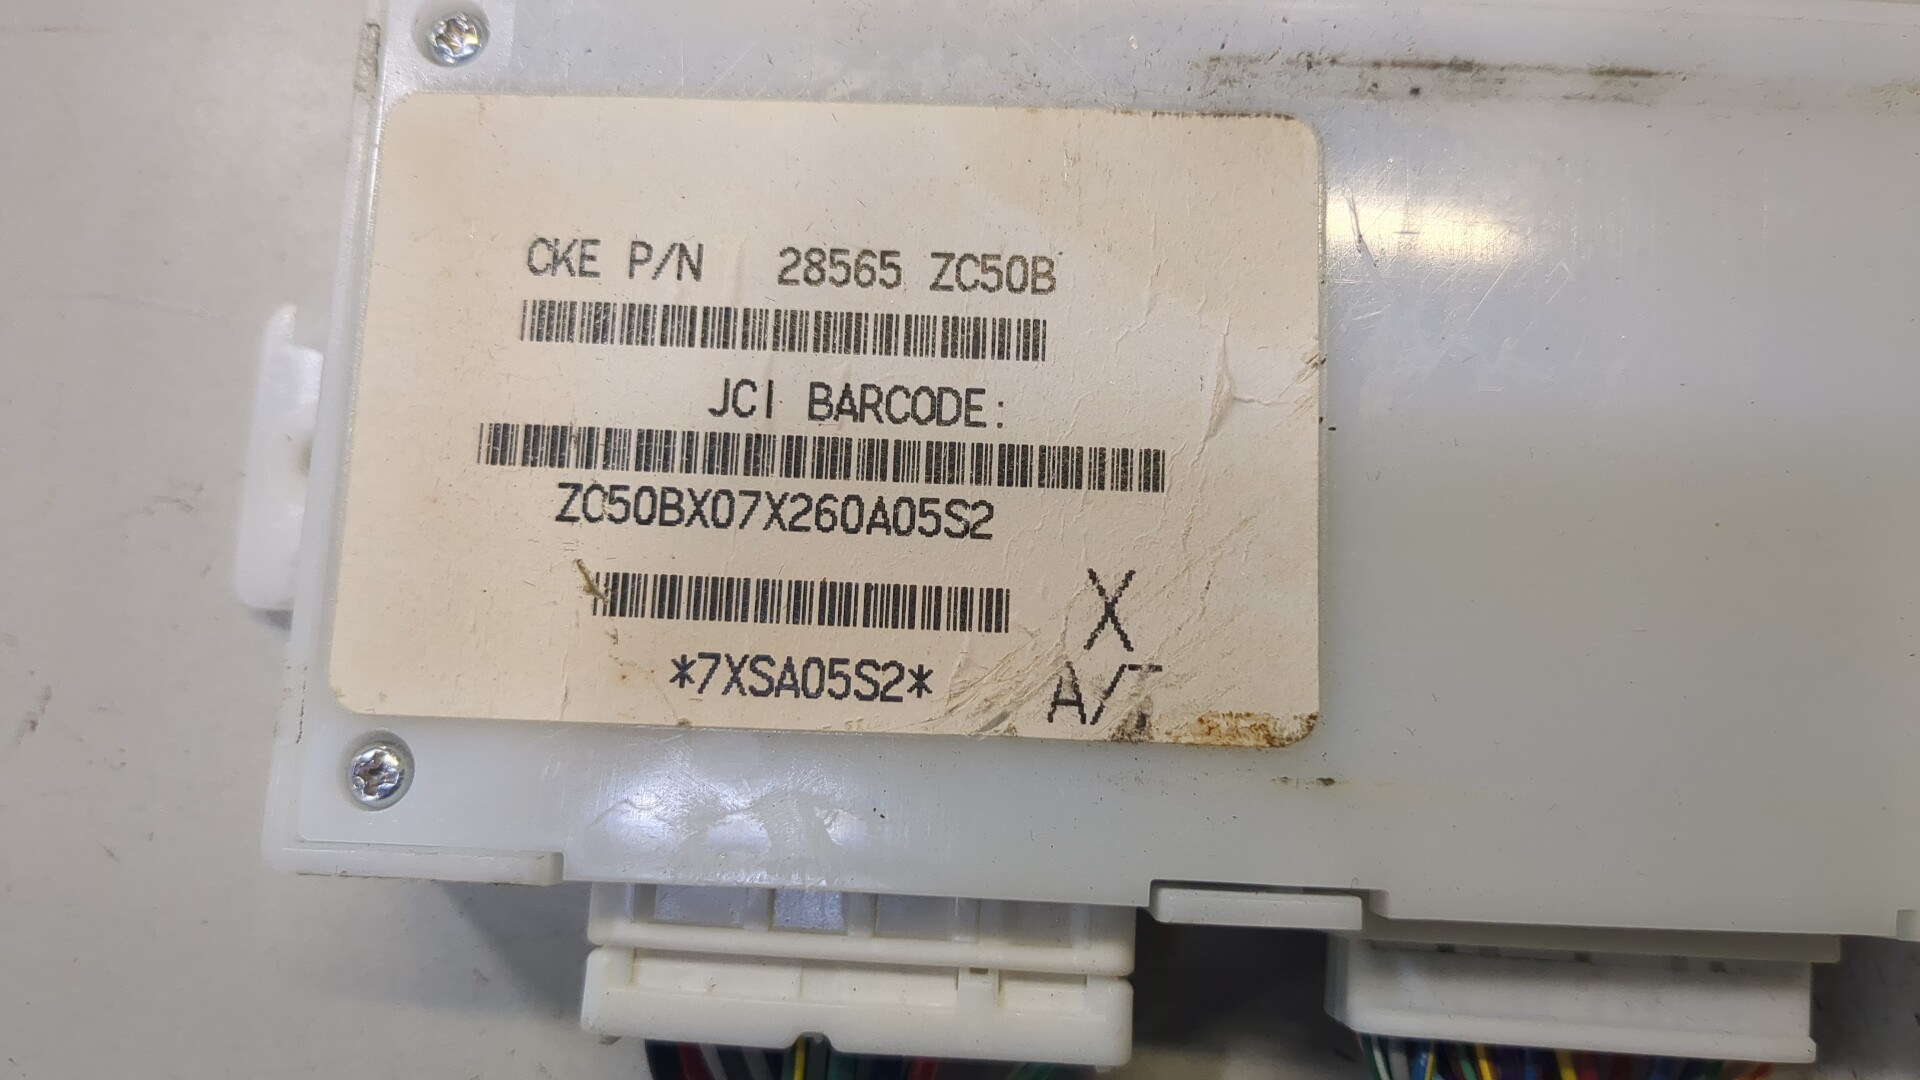 CKE P/N 28565 ZC50B
JCI BARCODE:
ZC50BX07X260A05S2
X
*7XSA05S2*
A/T